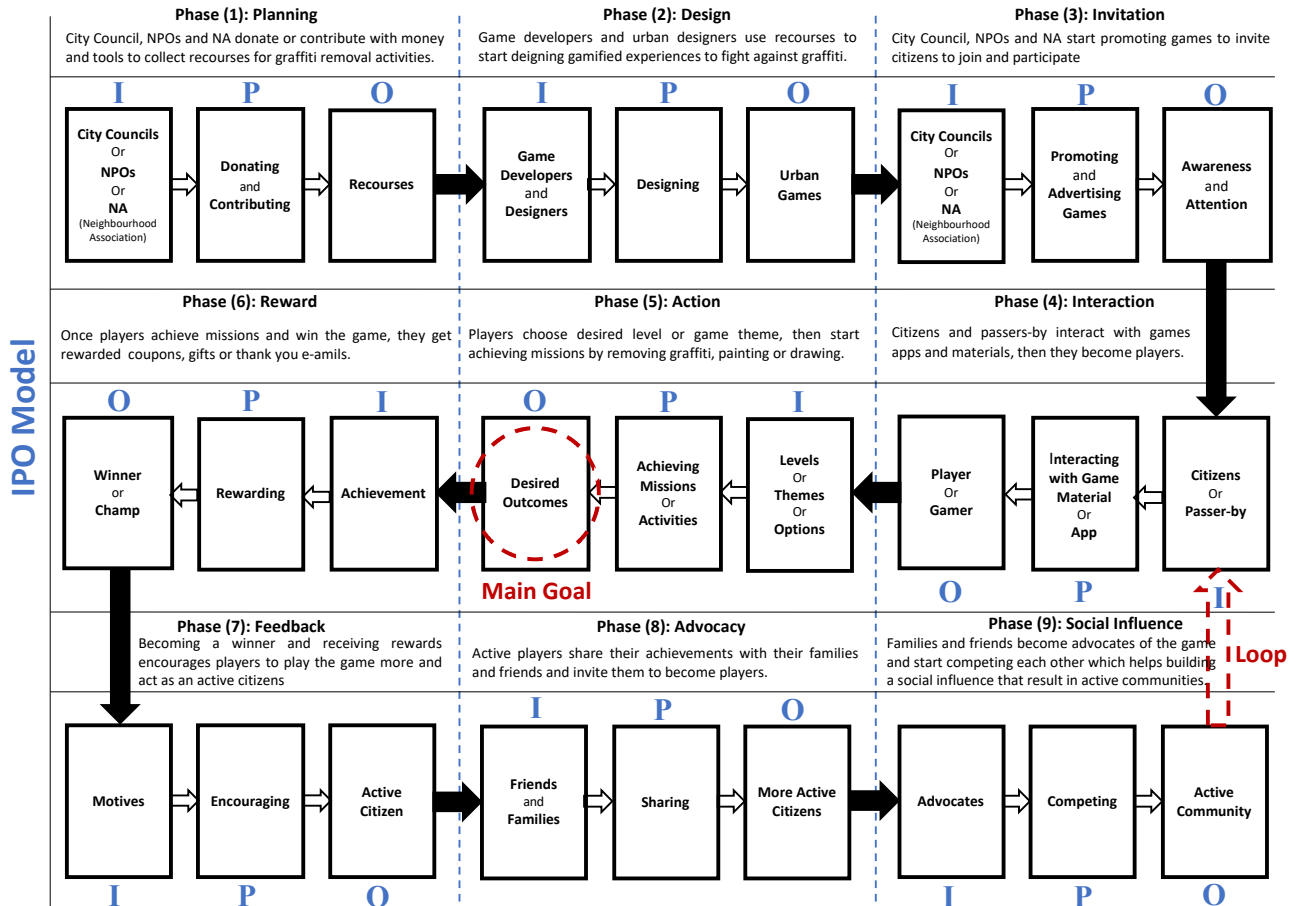 IPO Model
Phase (1): Planning
City Council, NPOs and NA donate or contribute with money
and tools to collect recourses for graffiti removal activities.
I
P
O
City Councils
Or
NPOs
Or
NA
(Neighbourhood
Association)
Donating
and
Contributing
Recourses
Phase (2): Design
Game developers and urban designers use recourses to
start deigning gamified experiences to fight against graffiti.
I
P
O
Game
Developers
and
Designers
Designing
Urban
Games
Phase (3): Invitation
City Council, NPOs and NA start promoting games to invite
citizens to join and participate
I
P
O
City Councils
Or
NPOs
Or
NA
(Neighbourhood
Association)
Promoting
and
Advertising
Games
Awareness
and
Attention
Phase (4): Interaction
Citizens and passers-by interact with games
apps and materials, then they become players.
Citizens
Or
Passer-by
Interacting
with Game
Material
Or
App
Player
Or
Gamer
O
P
I
Phase (5): Action
Players choose desired level or game theme, then start
achieving missions by removing graffiti, painting or drawing.
O
P
I
Levels
Or
Themes
Or
Options
Achieving
Missions
Or
Activities
Desired
Outcomes
Main Goal
Phase (6): Reward
Once players achieve missions and win the game, they get
rewarded coupons, gifts or thank you e-amils.
O
P
I
Achievement
Rewarding
Winner
or
Champ
Phase (7): Feedback
Becoming a winner and receiving rewards
encourages players to play the game more and
act as an active citizens
Motives
Encouraging
Active
Citizen
I
P
O
Phase (8): Advocacy
Active players share their achievements with their families
and friends and invite them to become players.
I
P
O
Friends
and
Families
Sharing
More Active
Citizens
Phase (9): Social Influence
Families and friends become advocates of the game
and start competing each other which helps building
a social influence that result in active communities.
Loop
Advocates
Competing
Active
Community
I
P
O